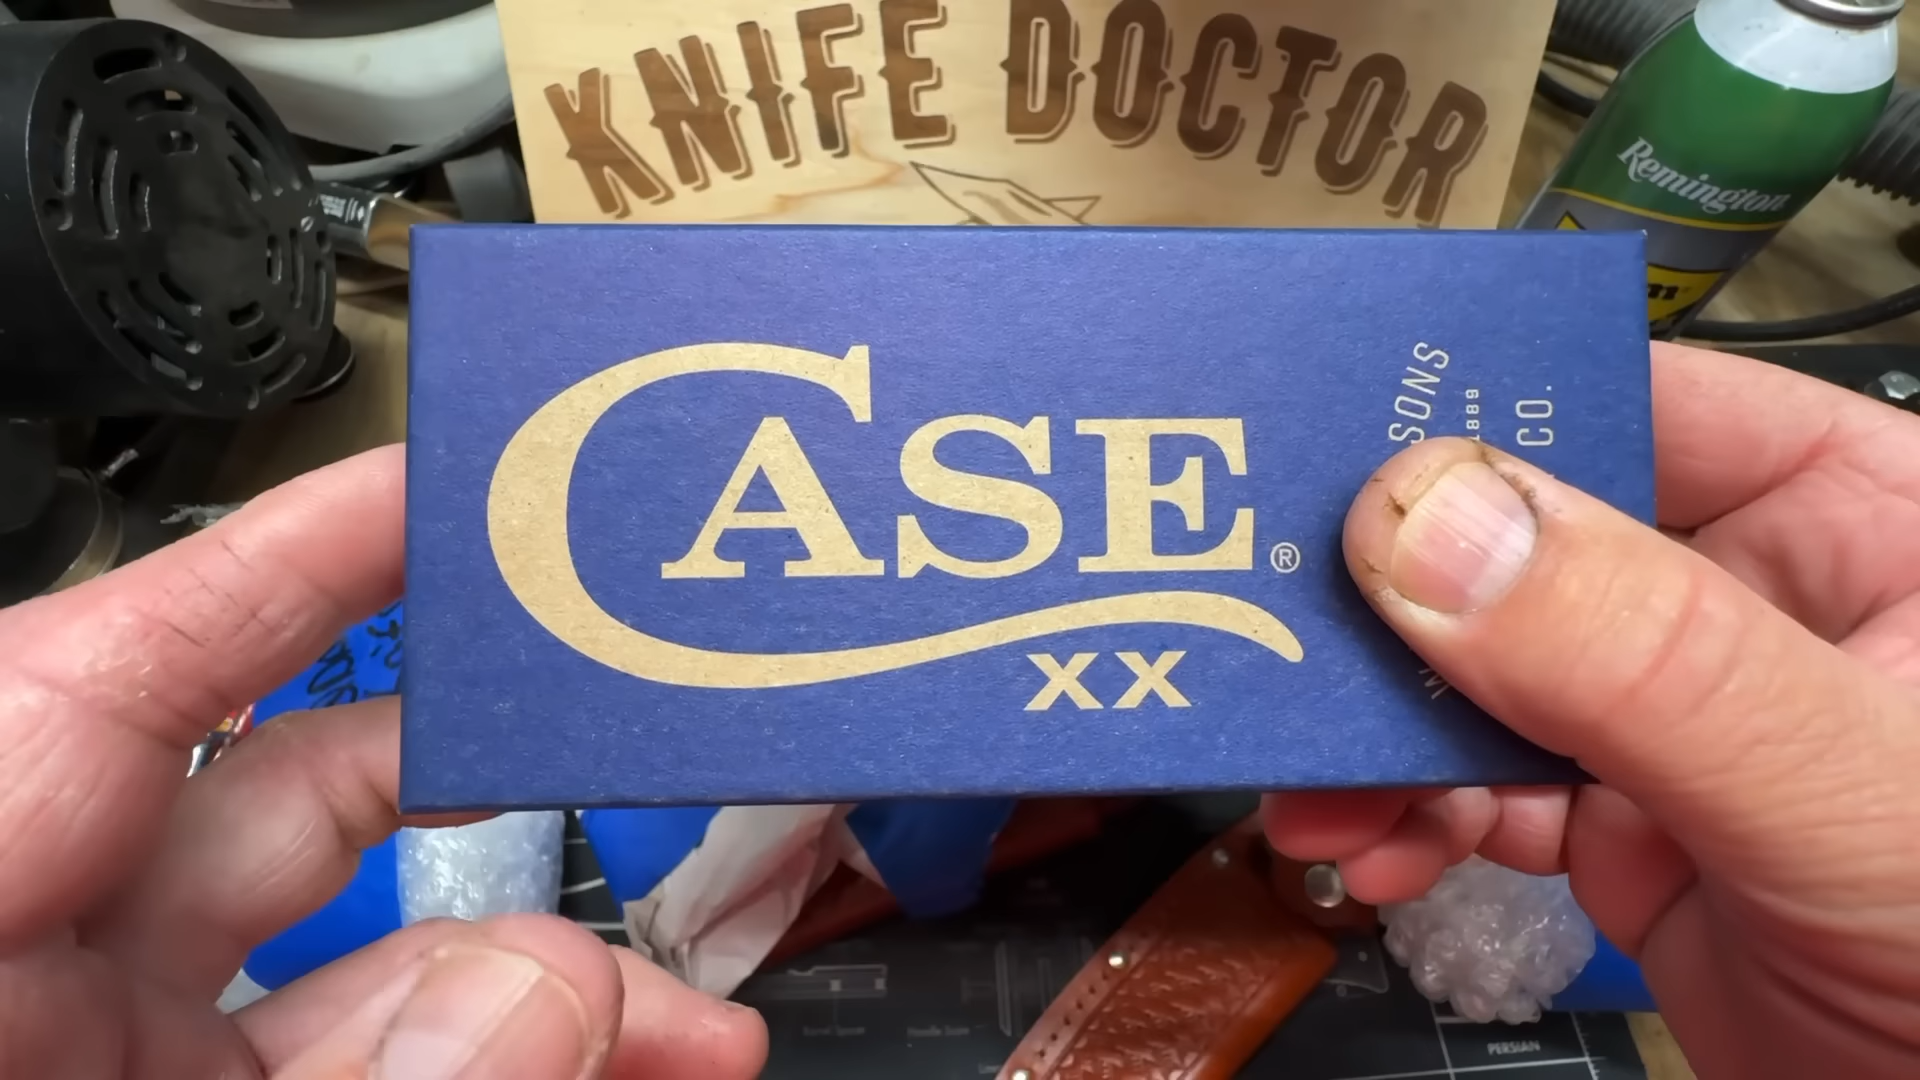 KNIFE DOCTOR
Remington
CASE
®
XX
SONS
1889
CO.
PERSIAN